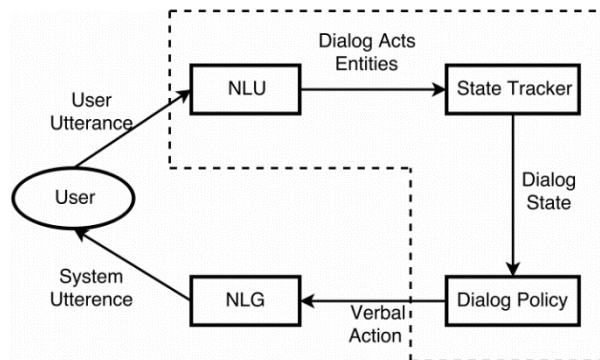 Dialog Acts
Entities
NLU
State Tracker
User
Utterance
User
Dialog
State
System
Utterence
NLG
Verbal
Action
Dialog Policy